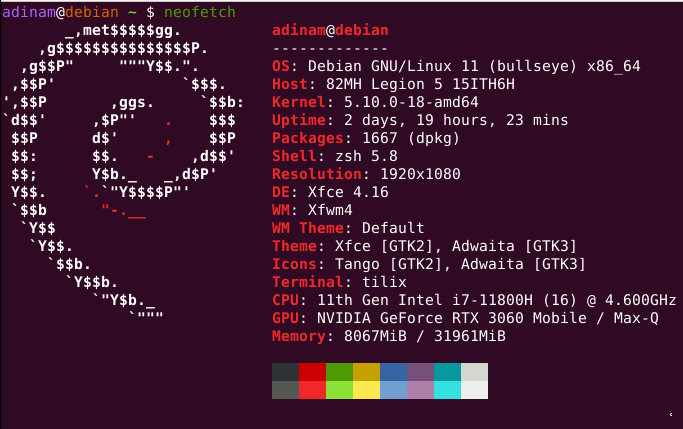 adinam@debian ~ $ neofetch
adinam@debian
-------------
OS: Debian GNU/Linux 11 (bullseye) x86_64
Host: 82MH Legion 5 15ITH6H
Kernel: 5.10.0-18-amd64
Uptime: 2 days, 19 hours, 23 mins
Packages: 1667 (dpkg)
Shell: zsh 5.8
Resolution: 1920x1080
DE: Xfce 4.16
WM: Xfwm4
WM Theme: Default
Theme: Xfce [GTK2], Adwaita [GTK3]
Icons: Tango [GTK2], Adwaita [GTK3]
Terminal: tilix
CPU: 11th Gen Intel i7-11800H (16) @ 4.600GHz
GPU: NVIDIA GeForce RTX 3060 Mobile / Max-Q
Memory: 8067MiB / 31961MiB